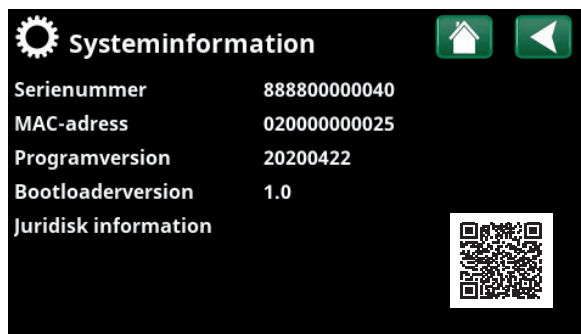 Systeminformation
Serienummer 888800000040
MAC-adress 020000000025
Programversion 20200422
Bootloaderversion 1.0
Juridisk information